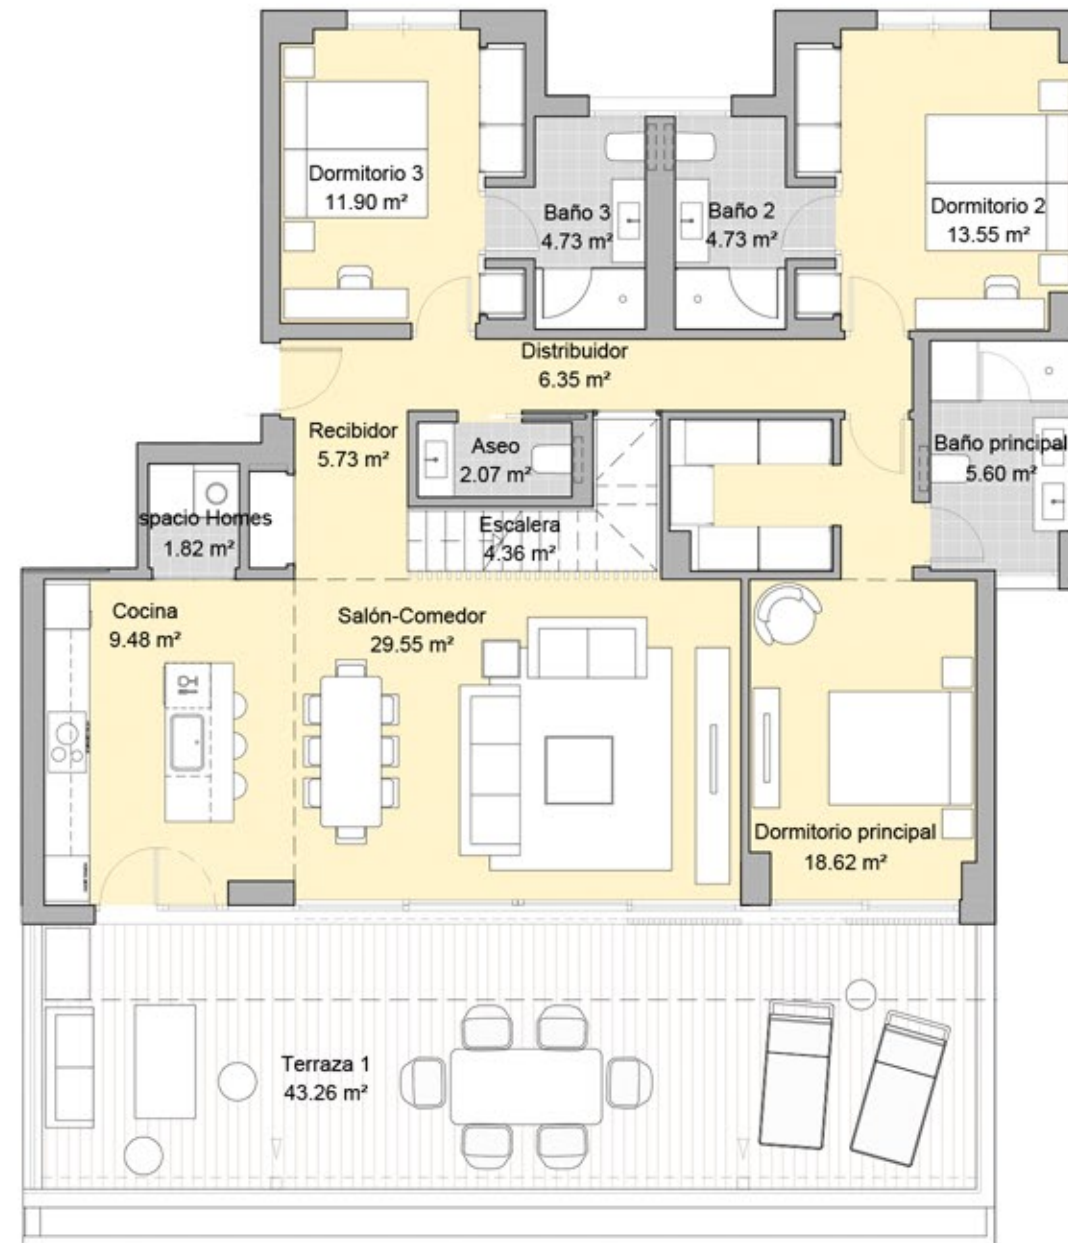 Dormitorio 3
11.90 m²
Baño 3
4.73 m²
Baño 2
4.73 m²
Dormitorio 2
13.55 m²
Distribuidor
6.35 m²
Recibidor
5.73 m²
Aseo
2.07 m²
Baño principal
5.60 m²
spacio Homes
1.82 m²
Escalera
4.36 m²
Cocina
9.48 m²
Salón-Comedor
29.55 m²
Dormitorio principal
18.62 m²
Terraza 1
43.26 m²